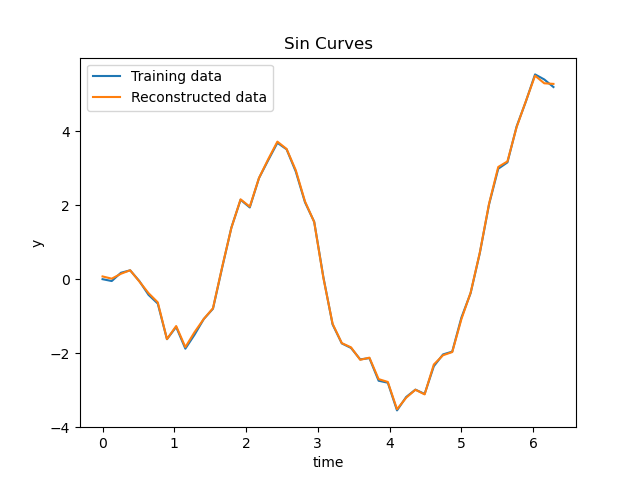 Sin Curves
Training data
Reconstructed data
4
2
0
−2
−4
y
0 1 2 3 4 5 6
time